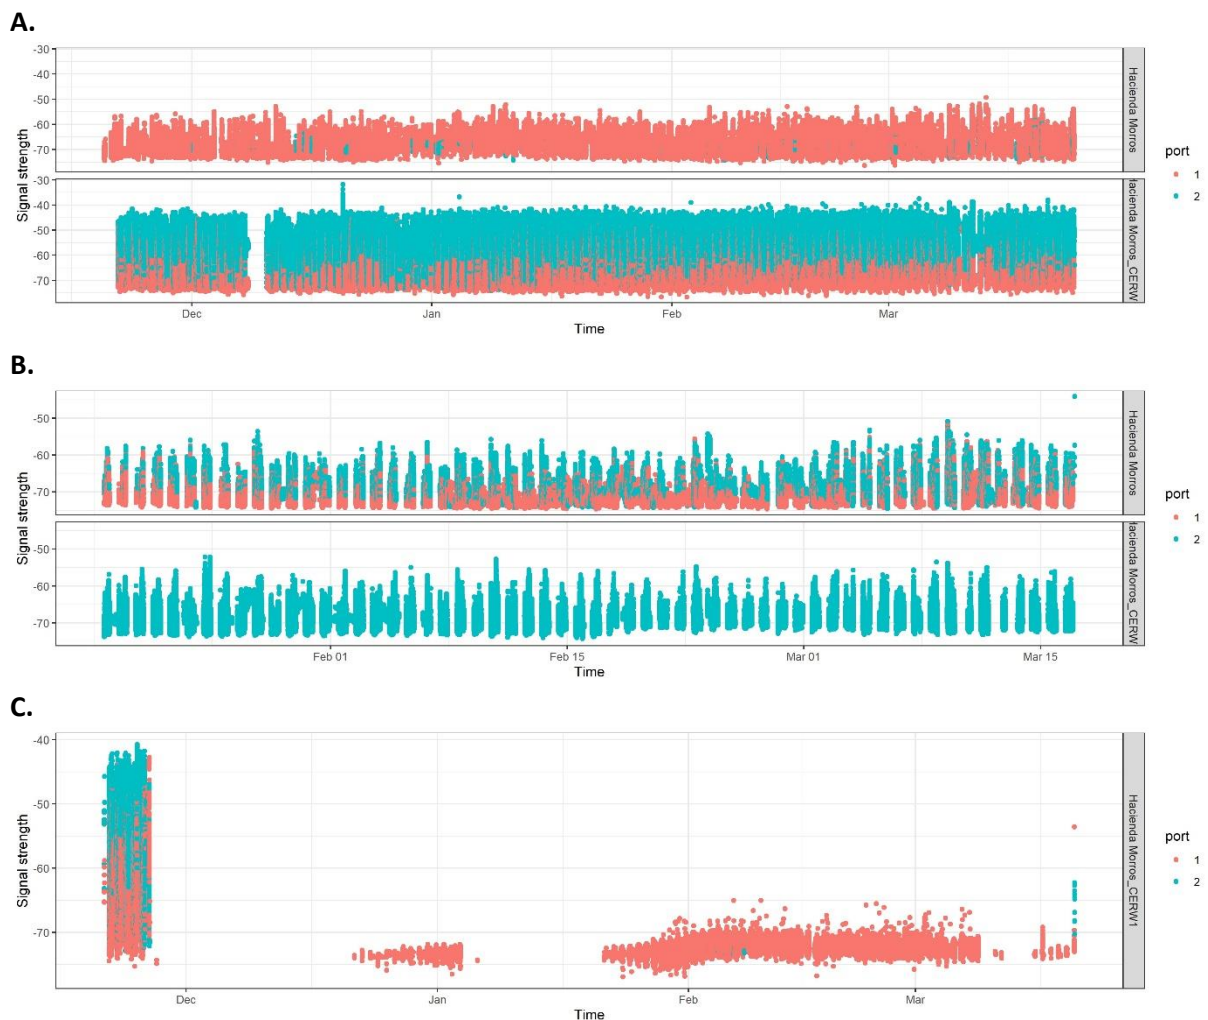 A.
-30
-40
-50
-60
-70
Hacienda Morros
-30
-40
-50
-60
-70
Hacienda Morros_CERW
Signal strength
Dec
Jan
Feb
Mar
Time
port
1
2
B.
-50
-60
-70
Hacienda Morros
-50
-60
-70
Hacienda Morros_CERW
Signal strength
Feb 01
Feb 15
Mar 01
Mar 15
Time
port
1
2
C.
-40
-50
-60
-70
Hacienda Morros_CERW1
Signal strength
Dec
Jan
Feb
Mar
Time
port
1
2